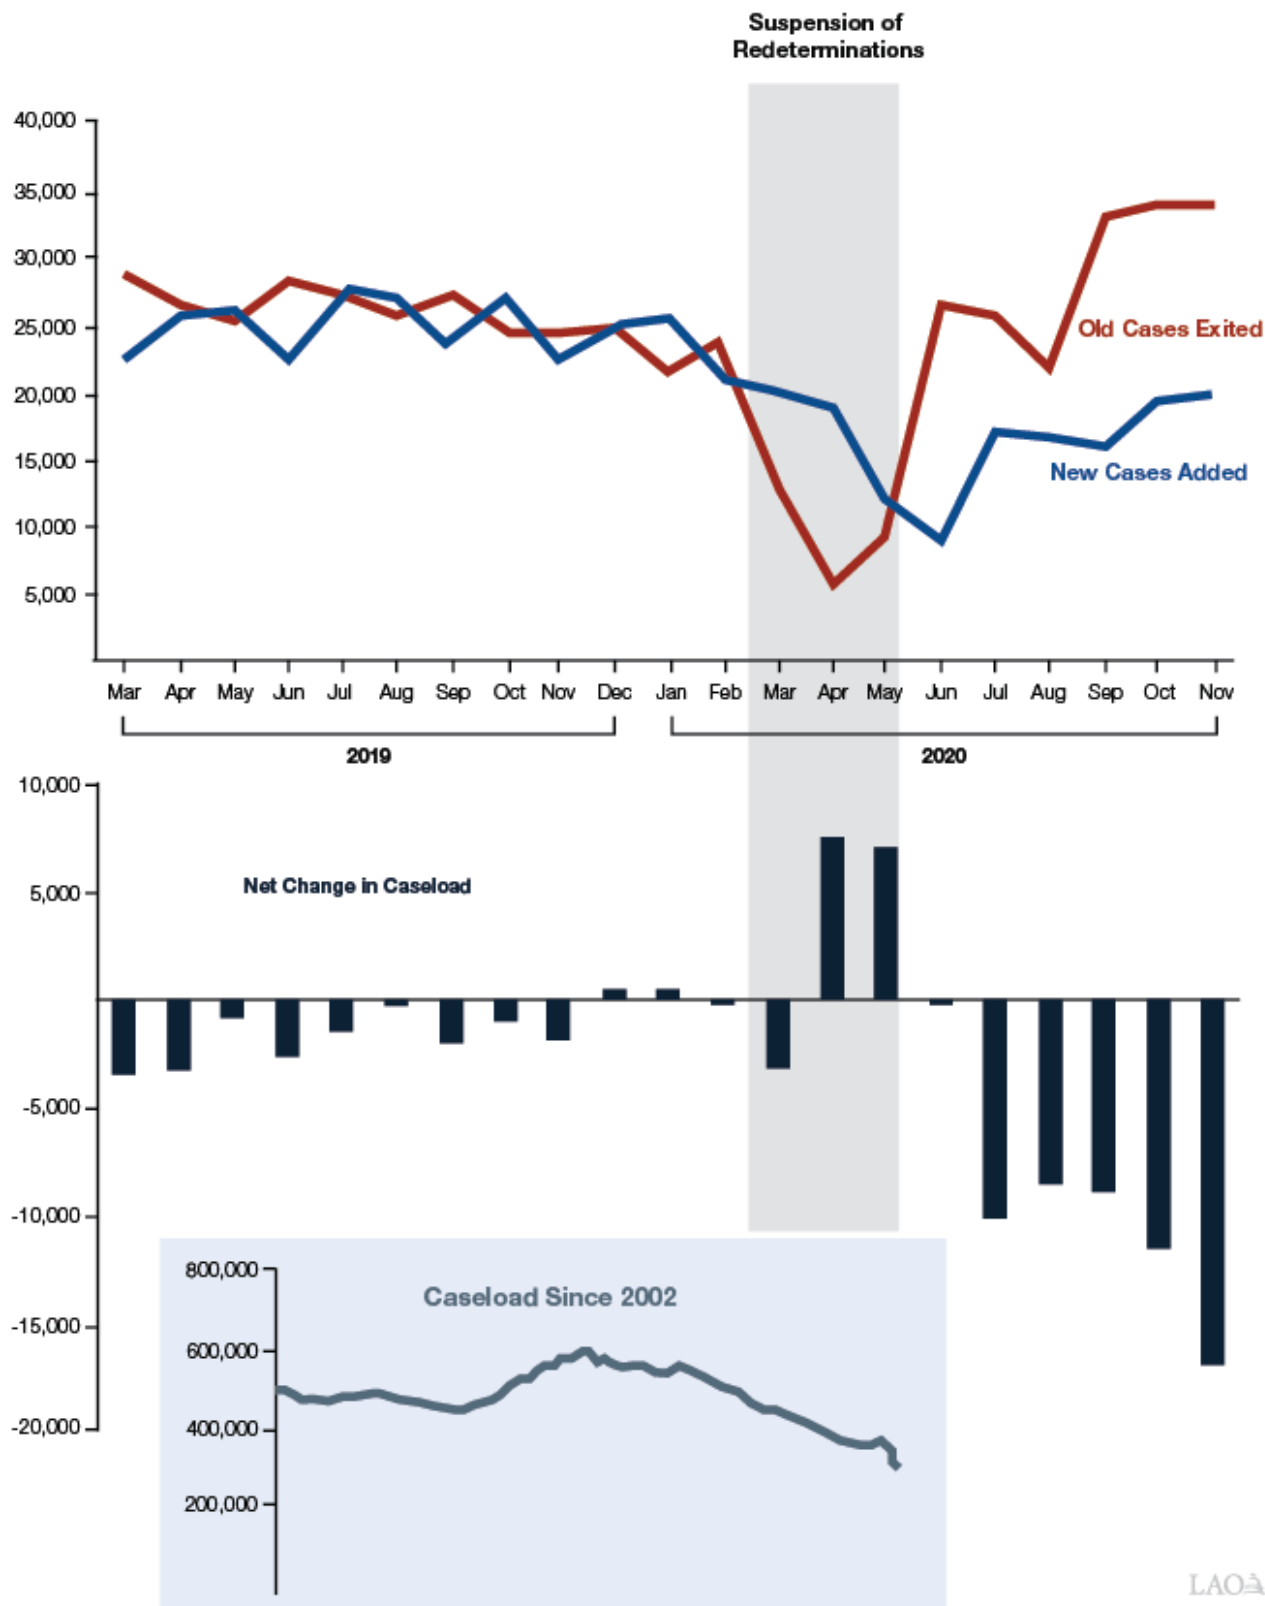 Suspension of
Redeterminations
40,000
35,000
30,000
25,000
20,000
15,000
10,000
5,000
Old Cases Exited
New Cases Added
Mar Apr May Jun Jul Aug Sep Oct Nov Dec Jan Feb Mar Apr May Jun Jul Aug Sep Oct Nov
2019 2020
10,000
5,000
-5,000
-10,000
-15,000
-20,000
Net Change in Caseload
Caseload Since 2002
800,000
600,000
400,000
200,000
LAO